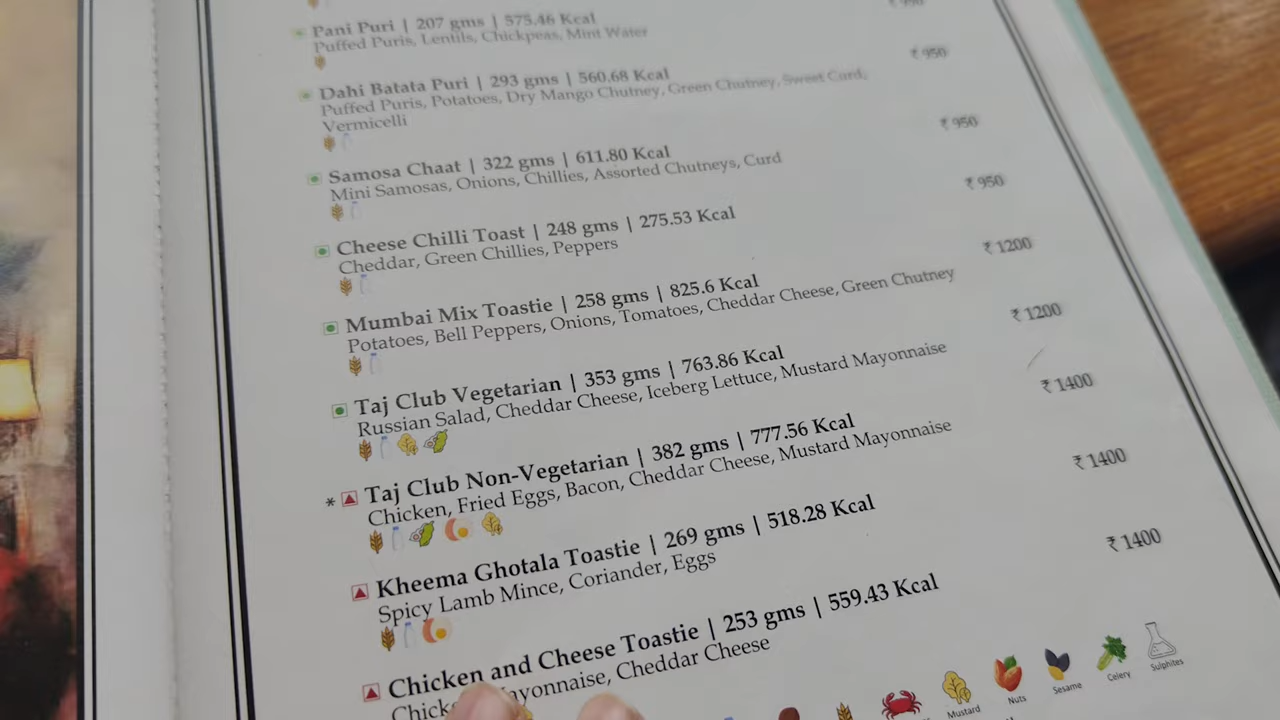 Pani Puri | 207 gms | 575.46 Kcal ₹ 950
Puffed Puris, Lentils, Chickpeas, Mint Water
Dahi Batata Puri | 293 gms | 560.68 Kcal ₹ 950
Puffed Puris, Potatoes, Dry Mango Chutney, Green Chutney, Sweet Curd,
Vermicelli
Samosa Chaat | 322 gms | 611.80 Kcal ₹ 950
Mini Samosas, Onions, Chillies, Assorted Chutneys, Curd
Cheese Chilli Toast | 248 gms | 275.53 Kcal ₹ 950
Cheddar, Green Chillies, Peppers
Mumbai Mix Toastie | 258 gms | 825.6 Kcal ₹ 1200
Potatoes, Bell Peppers, Onions, Tomatoes, Cheddar Cheese, Green Chutney
Taj Club Vegetarian | 353 gms | 763.86 Kcal ₹ 1200
Russian Salad, Cheddar Cheese, Iceberg Lettuce, Mustard Mayonnaise
* Taj Club Non-Vegetarian | 382 gms | 777.56 Kcal ₹ 1400
Chicken, Fried Eggs, Bacon, Cheddar Cheese, Mustard Mayonnaise
Kheema Ghotala Toastie | 269 gms | 518.28 Kcal ₹ 1400
Spicy Lamb Mince, Coriander, Eggs
Chicken and Cheese Toastie | 253 gms | 559.43 Kcal ₹ 1400
Cheddar Cheese
Mustard Nuts Sesame Celery Sulphites